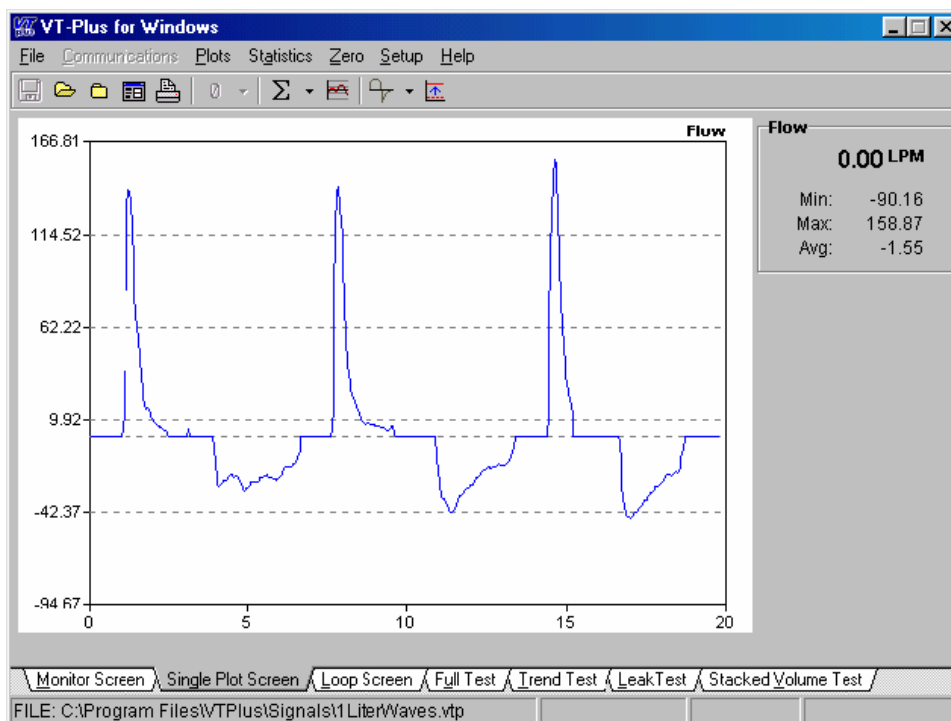 VT-Plus for Windows
File Communications Plots Statistics Zero Setup Help
0 Σ
Flow
166.81
114.52
62.22
9.92
-42.37
-94.67
0 5 10 15 20
Flow
0.00 LPM
Min: -90.16
Max: 158.87
Avg: -1.55
Monitor Screen Single Plot Screen Loop Screen Full Test Trend Test LeakTest Stacked Volume Test
FILE: C:\Program Files\VTPlus\Signals\1LiterWaves.vtp